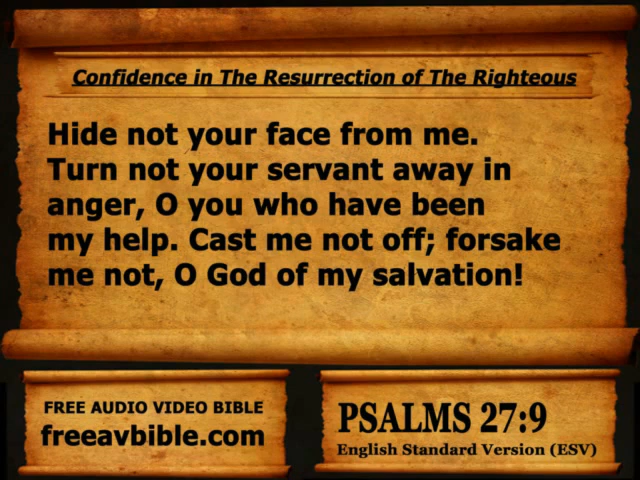 Confidence in The Resurrection of The Righteous
Hide not your face from me.
Turn not your servant away in
anger, O you who have been
my help. Cast me not off; forsake
me not, O God of my salvation!
FREE AUDIO VIDEO BIBLE
freeavbible.com
PSALMS 27:9
English Standard Version (ESV)